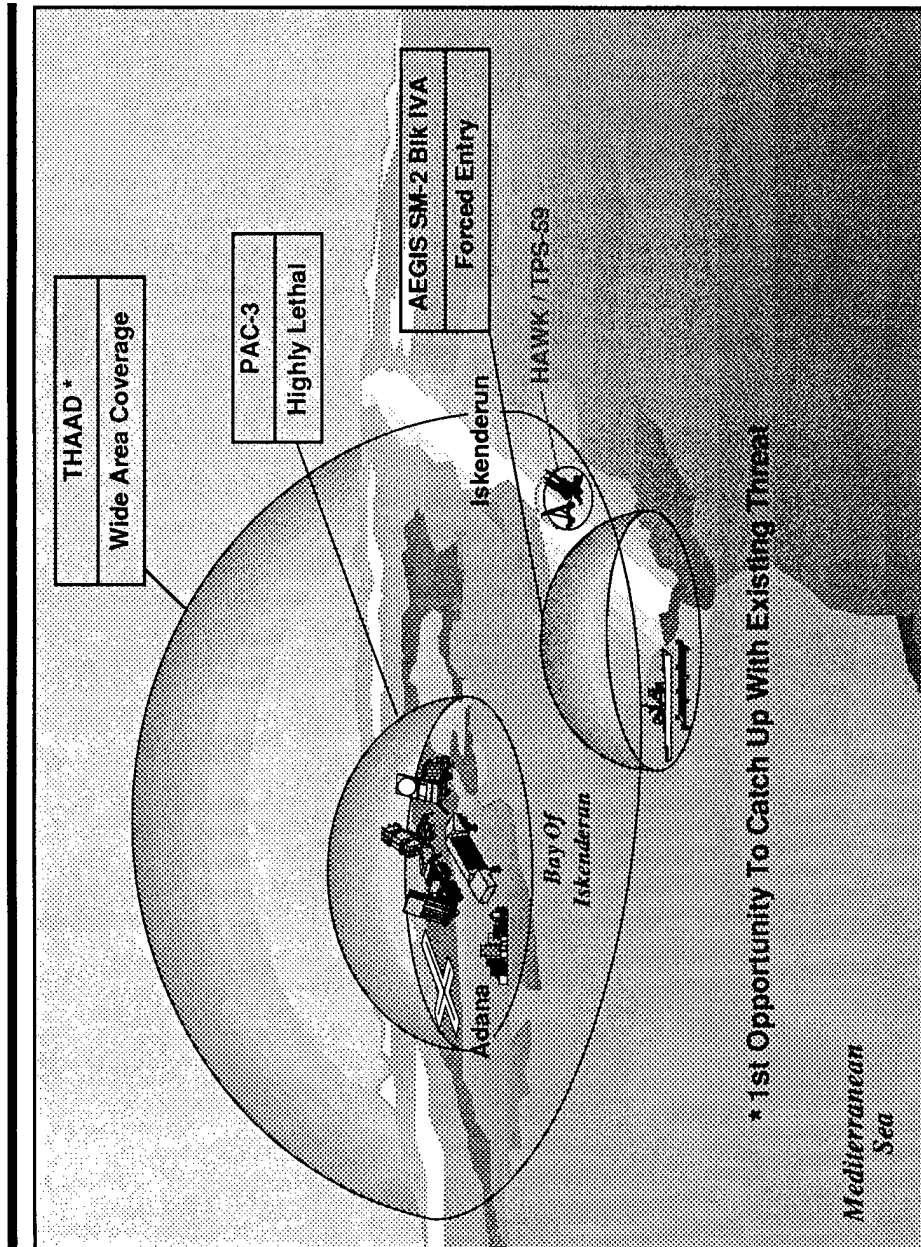 THAAD *
Wide Area Coverage
PAC-3
Highly Lethal
AEGIS SM-2 Blk IVA
Forced Entry
HAWK / TPS-59
Iskenderun
Adana
Bay Of
Iskenderun
* 1st Opportunity To Catch Up With Existing Threat
Mediterranean
Sea